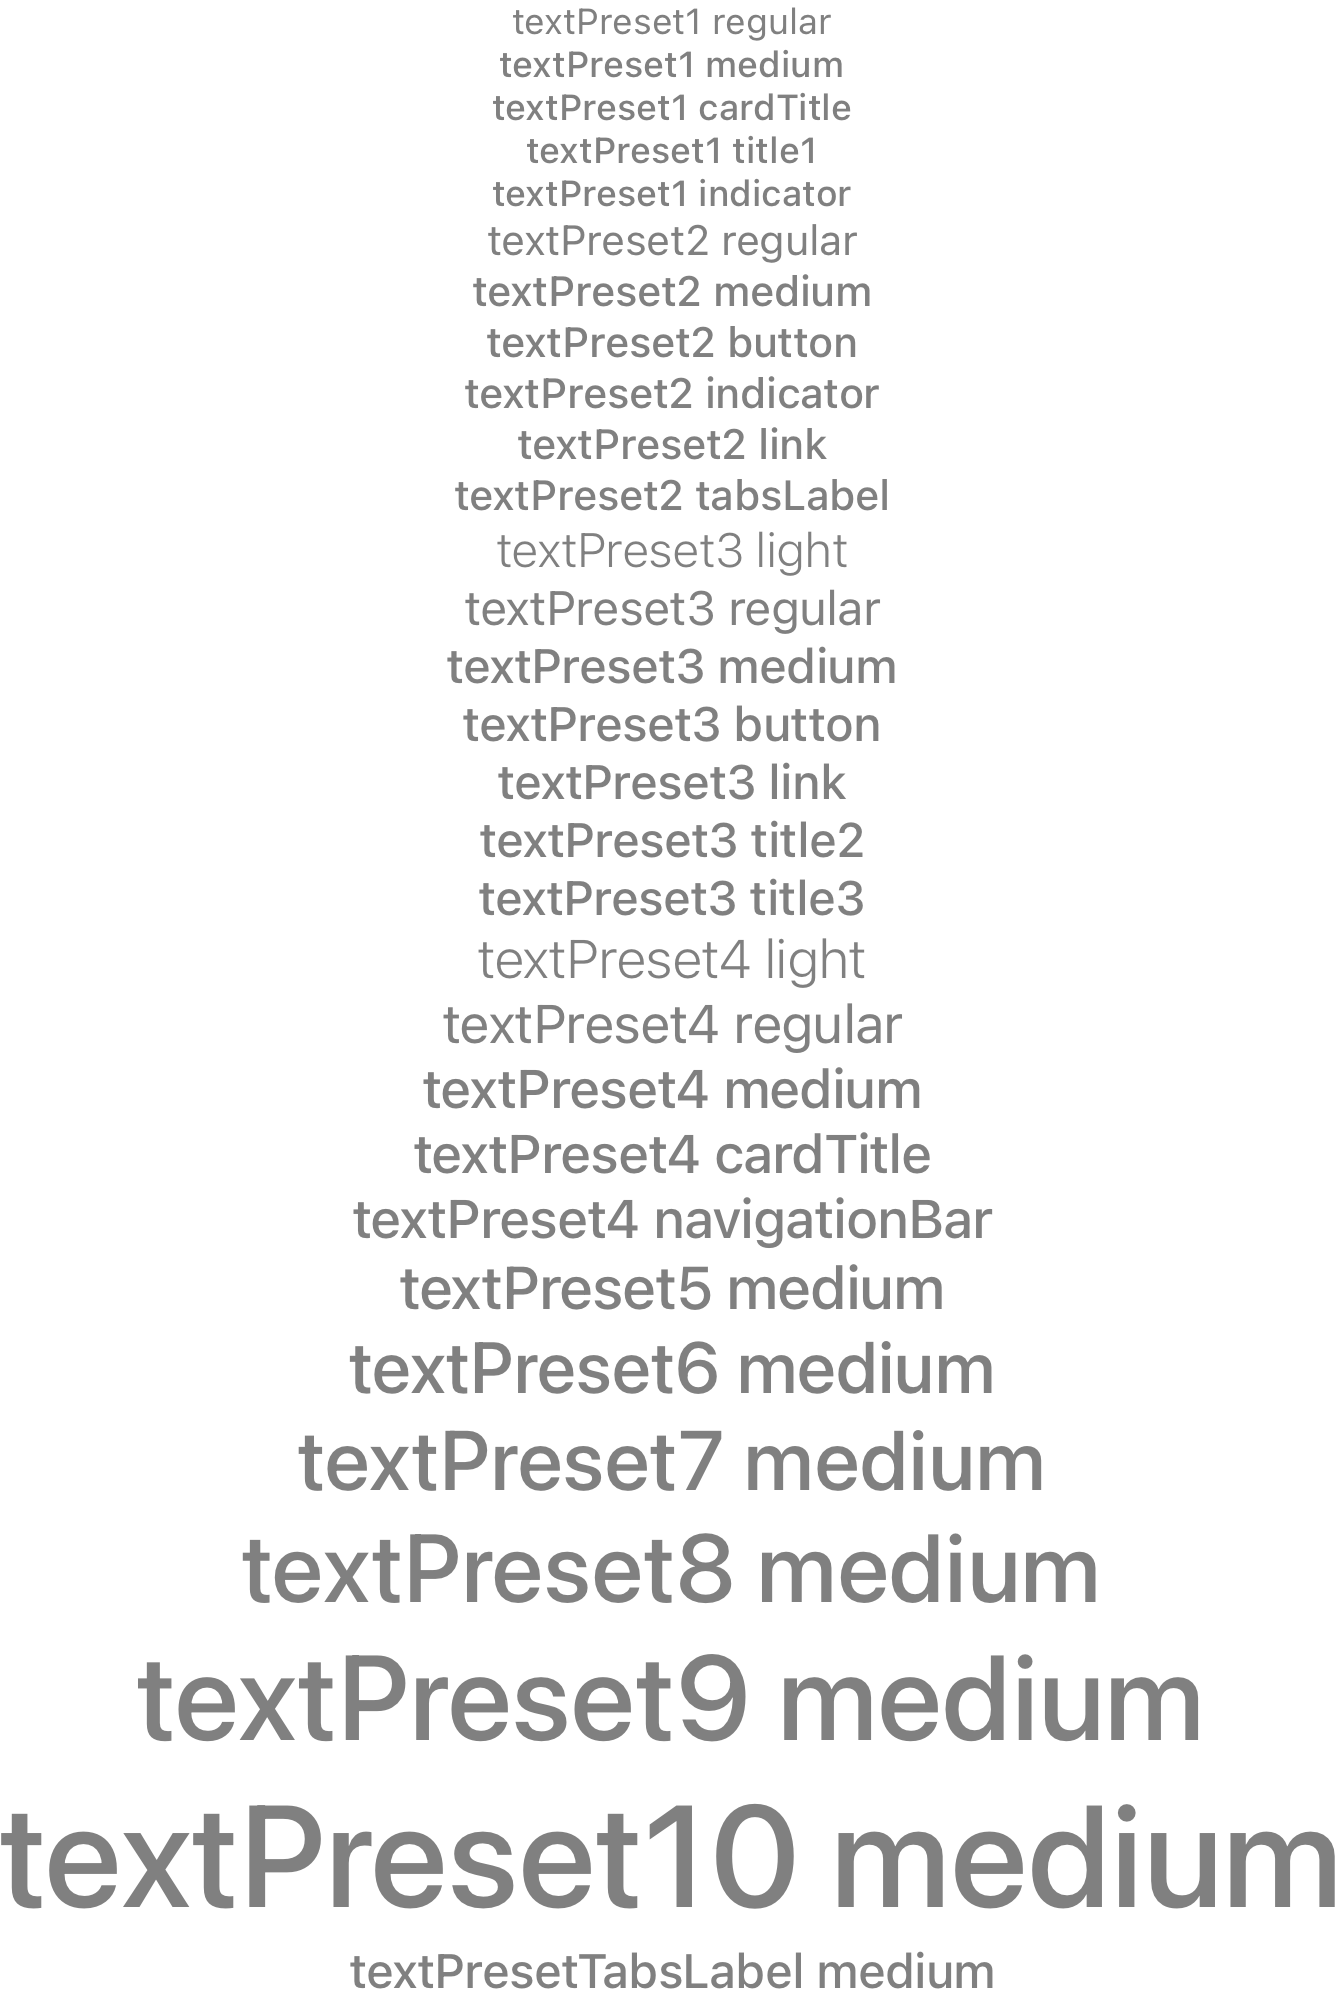 textPreset1 regular
textPreset1 medium
textPreset1 cardTitle
textPreset1 title1
textPreset1 indicator
textPreset2 regular
textPreset2 medium
textPreset2 button
textPreset2 indicator
textPreset2 link
textPreset2 tabsLabel
textPreset3 light
textPreset3 regular
textPreset3 medium
textPreset3 button
textPreset3 link
textPreset3 title2
textPreset3 title3
textPreset4 light
textPreset4 regular
textPreset4 medium
textPreset4 cardTitle
textPreset4 navigationBar
textPreset5 medium
textPreset6 medium
textPreset7 medium
textPreset8 medium
textPreset9 medium
textPreset10 medium
textPresetTabsLabel medium